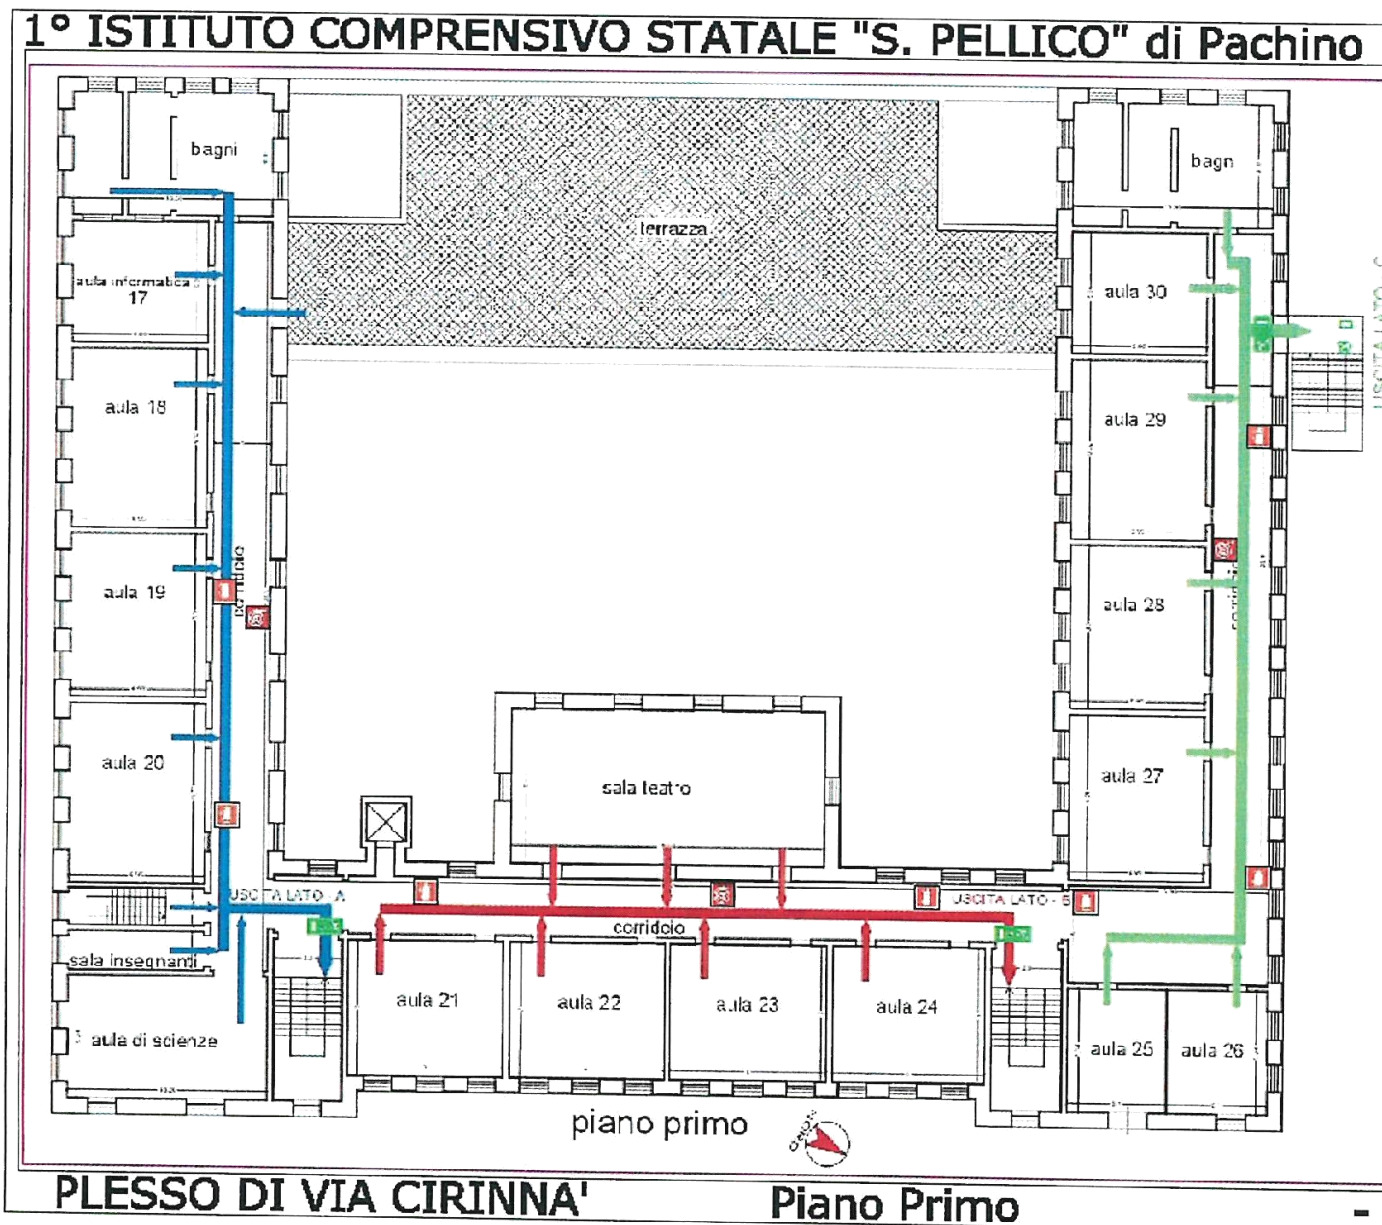 1° ISTITUTO COMPRENSIVO STATALE "S. PELLICO" di Pachino
bagni
bagn
terrazza
aula informatica
17
aula 30
USCITA LATO - C
aula 18
aula 29
aula 19
corridoio
aula 28
aula 20
sala teatro
aula 27
USCITA LATO - A
USCITA LATO - B
corridoio
sala insegnanti
aula di scienze
aula 21
aula 22
aula 23
aula 24
aula 25
aula 26
piano primo
PLESSO DI VIA CIRINNA'
Piano Primo
-